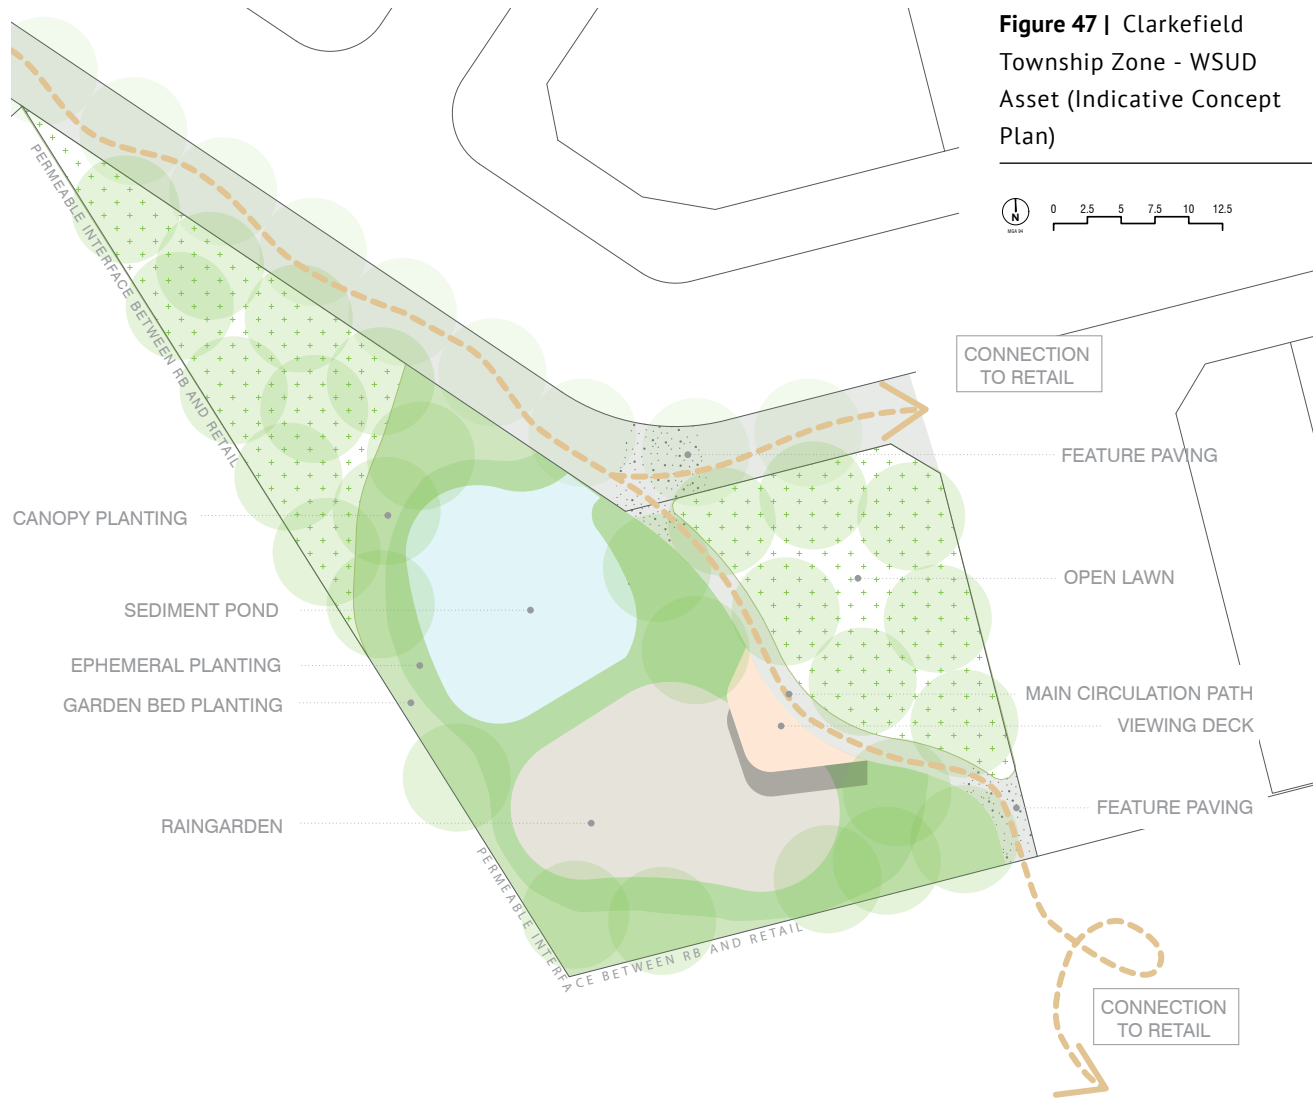 Figure 47 | Clarkefield
Township Zone - WSUD
Asset (Indicative Concept
Plan)
N
MGA 94
0 2.5 5 7.5 10 12.5
PERMEABLE INTERFACE BETWEEN RB AND RETAIL
CONNECTION
TO RETAIL
FEATURE PAVING
CANOPY PLANTING
OPEN LAWN
SEDIMENT POND
EPHEMERAL PLANTING
MAIN CIRCULATION PATH
GARDEN BED PLANTING
VIEWING DECK
FEATURE PAVING
RAINGARDEN
PERMEABLE INTERFACE BETWEEN RB AND RETAIL
CONNECTION
TO RETAIL